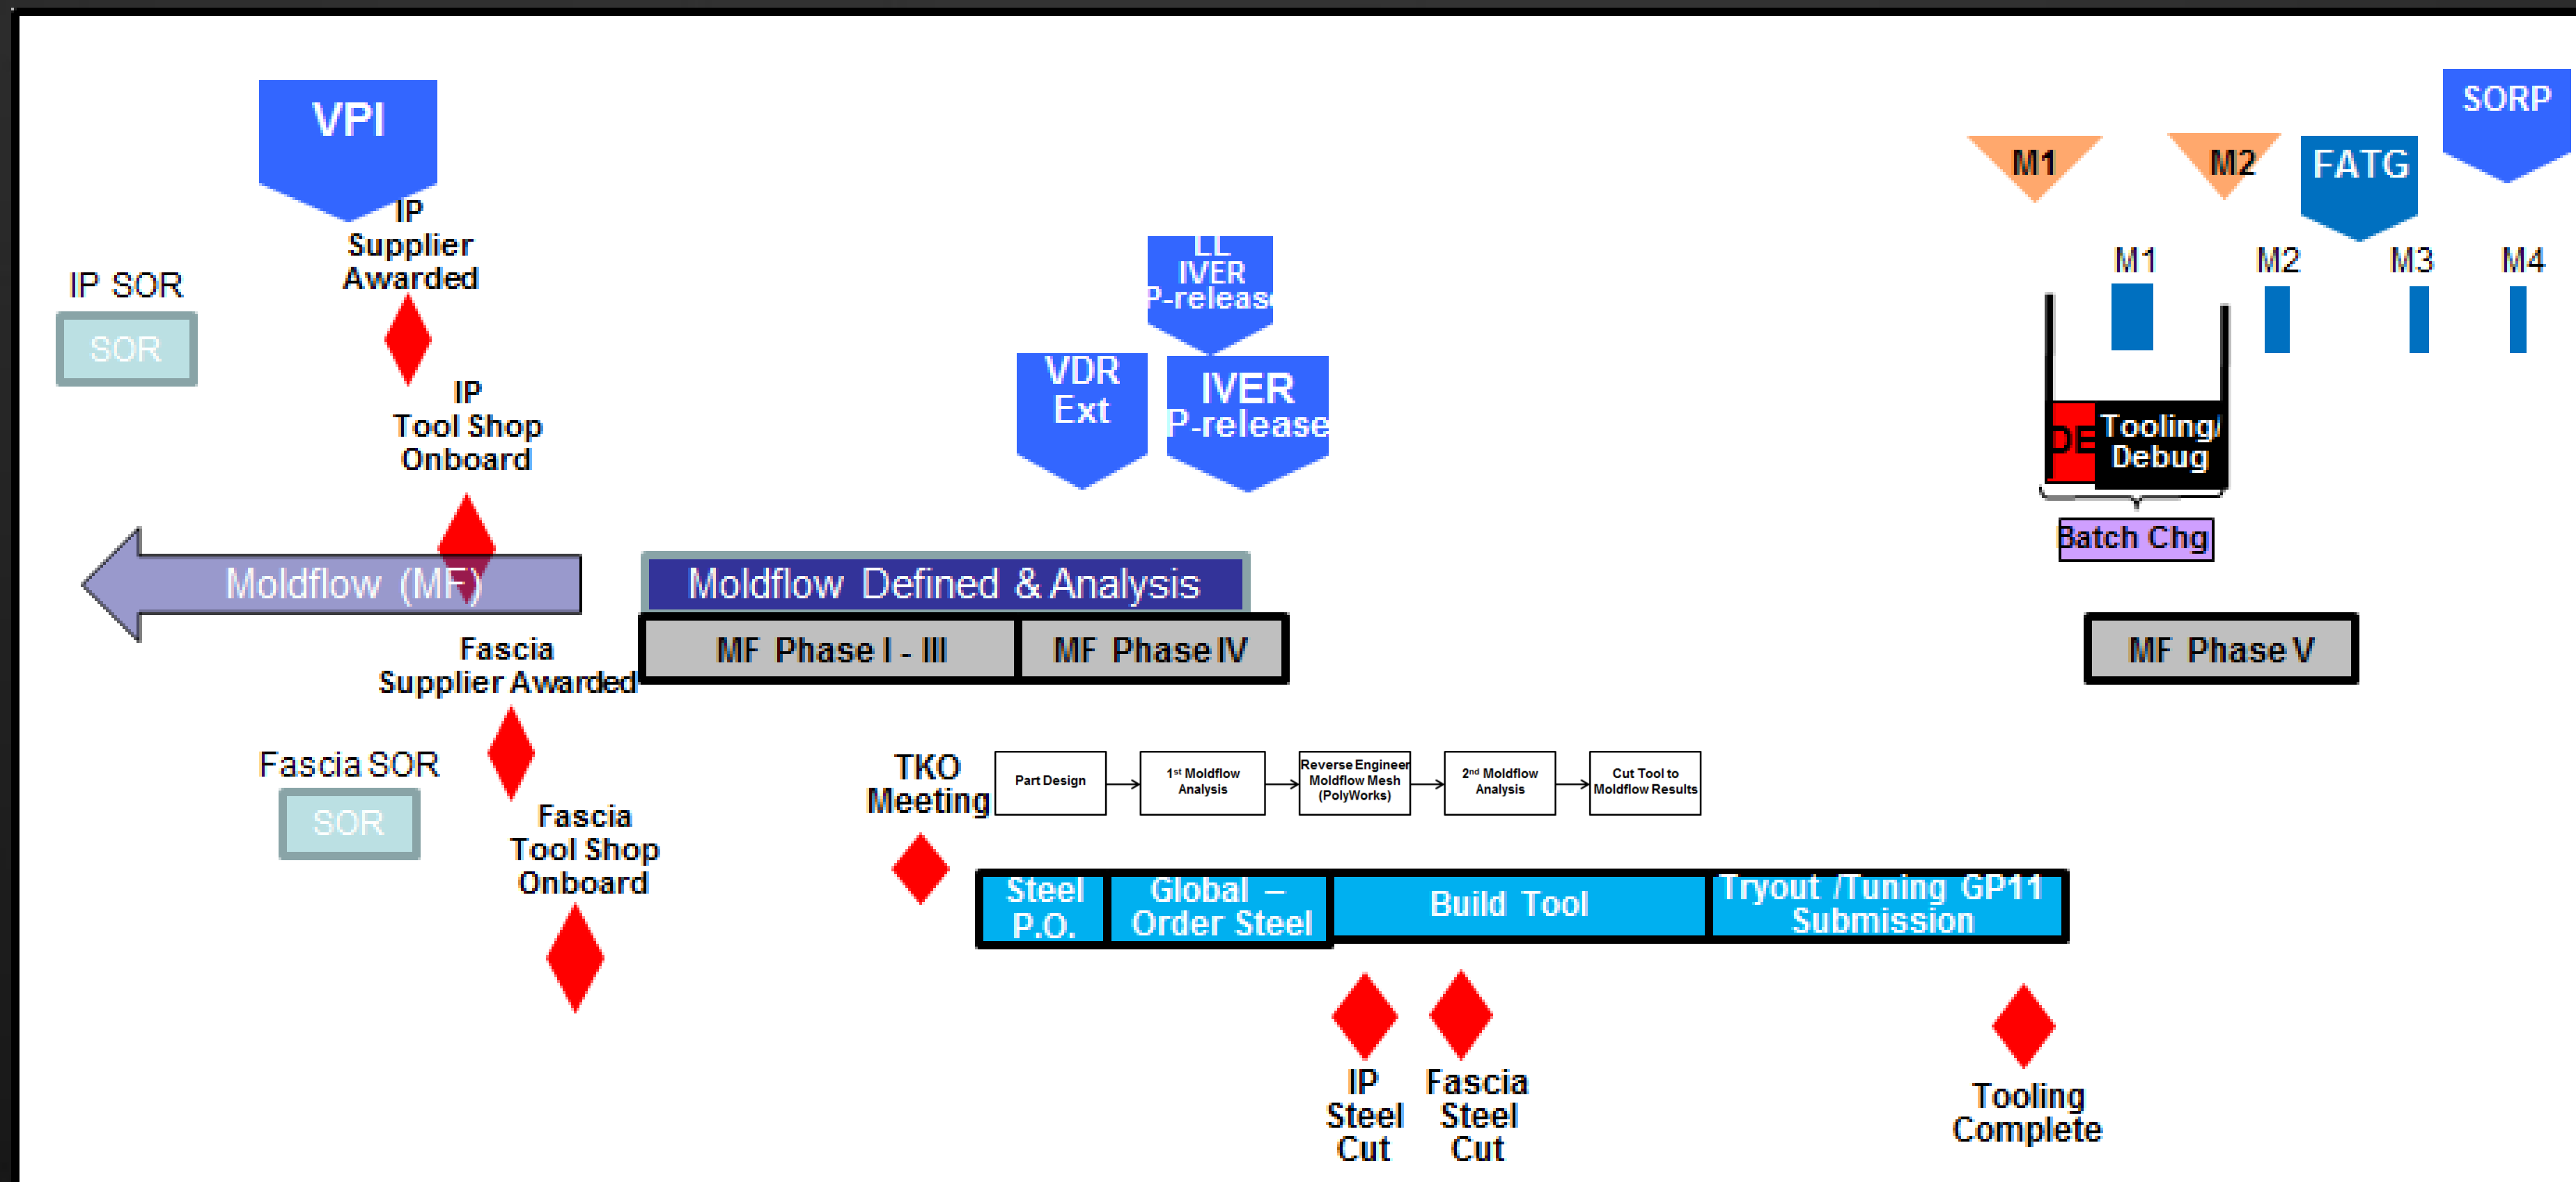 VPI
SORP
M1
M2
FATG
IP
Supplier
Awarded
IP SOR
SOR
LL
IVER
P-release
M1
M2
M3
M4
VDR
Ext
IVER
P-release
IP
Tool Shop
Onboard
DE
Tooling/
Debug
Batch Chg
Moldflow (MF)
Moldflow Defined & Analysis
MF Phase I - III
MF Phase IV
MF Phase V
Fascia
Supplier Awarded
Fascia SOR
SOR
Fascia
Tool Shop
Onboard
TKO
Meeting
Part Design
1st Moldflow
Analysis
Reverse Engineer
Moldflow Mesh
(PolyWorks)
2nd Moldflow
Analysis
Cut Tool to
Moldflow Results
Steel
P.O.
Global –
Order Steel
Build Tool
Tryout /Tuning GP11
Submission
IP
Steel
Cut
Fascia
Steel
Cut
Tooling
Complete